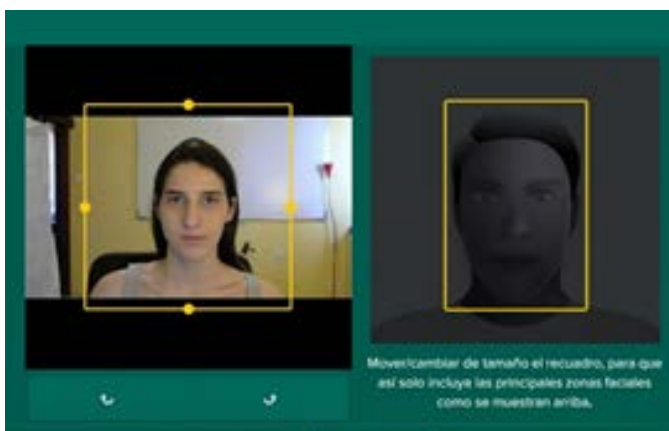 Mover/cambiar de tamaño el recuadro, para que
así solo incluya las principales zonas faciales
como se muestran arriba.